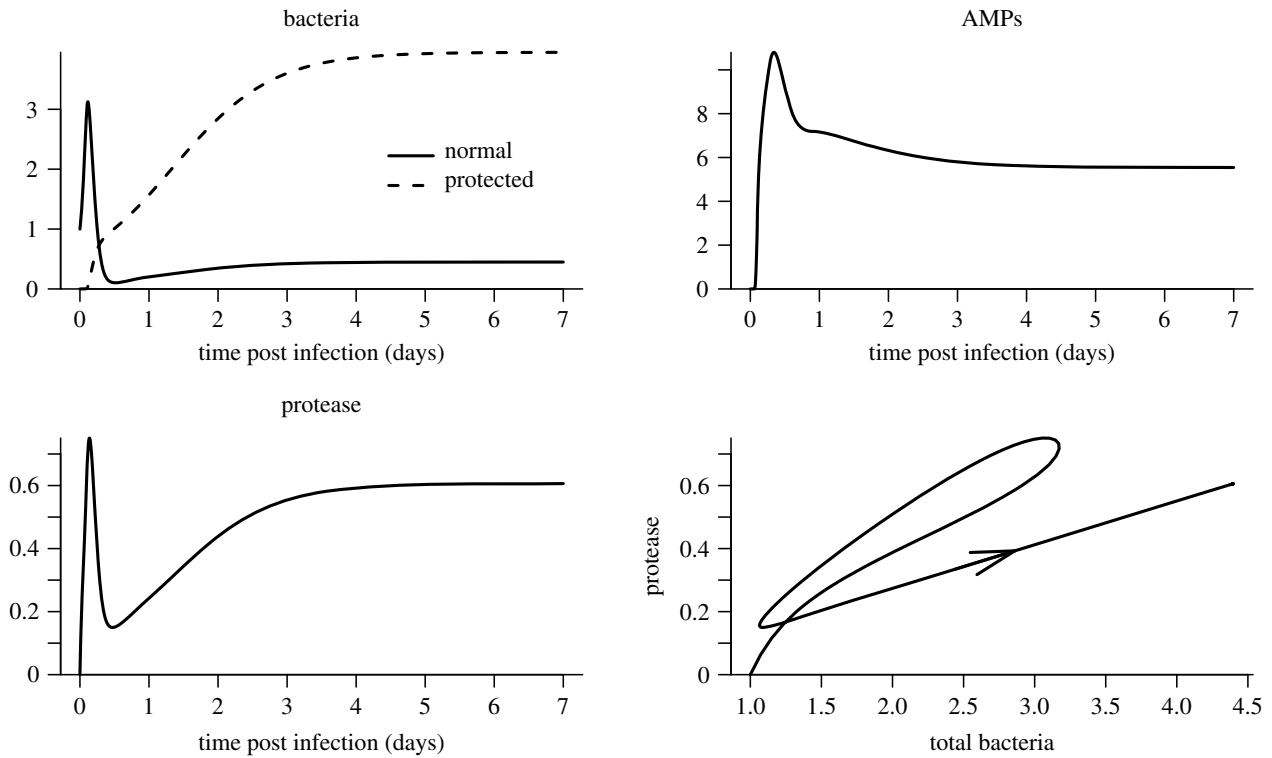 bacteria
3
2
1
0
normal
protected
0 1 2 3 4 5 6 7
time post infection (days)
AMPs
8
6
4
2
0
0 1 2 3 4 5 6 7
time post infection (days)
protease
0.6
0.4
0.2
0
0 1 2 3 4 5 6 7
time post infection (days)
protease
0.6
0.4
0.2
0
1.0 1.5 2.0 2.5 3.0 3.5 4.0 4.5
total bacteria